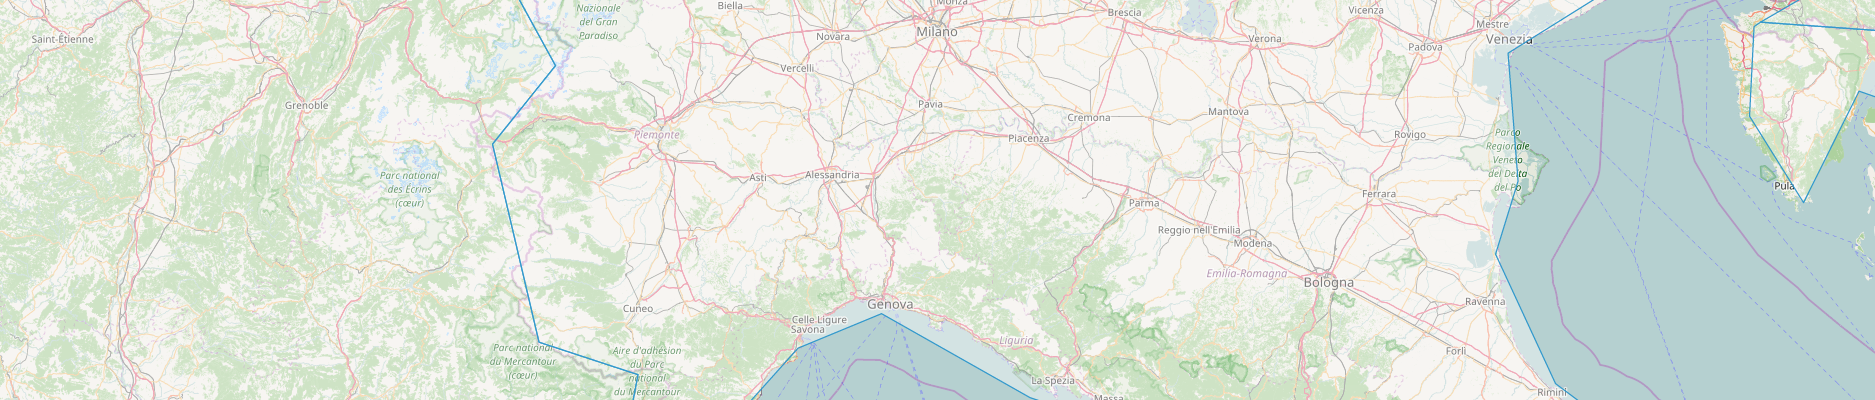 Nazionale
del Gran
Paradiso
Biella
Monza
Brescia
Vicenza
Mestre
Saint-Étienne
Novara
Milano
Verona
Padova
Venezia
Vercelli
Grenoble
Pavia
Cremona
Mantova
Piemonte
Piacenza
Rovigo
Parco
Regionale
Veneto
del Delta
del Po
Parc national
des Écrins
(cœur)
Asti
Alessandria
Parma
Ferrara
Pula
Reggio nell'Emilia
Modena
Emilia-Romagna
Bologna
Cuneo
Genova
Ravenna
Celle Ligure
Savona
Liguria
Parc national
du Mercantour
(cœur)
Aire d'adhésion
du Parc
national
du Mercantour
Forlì
La Spezia
Massa
Rimini